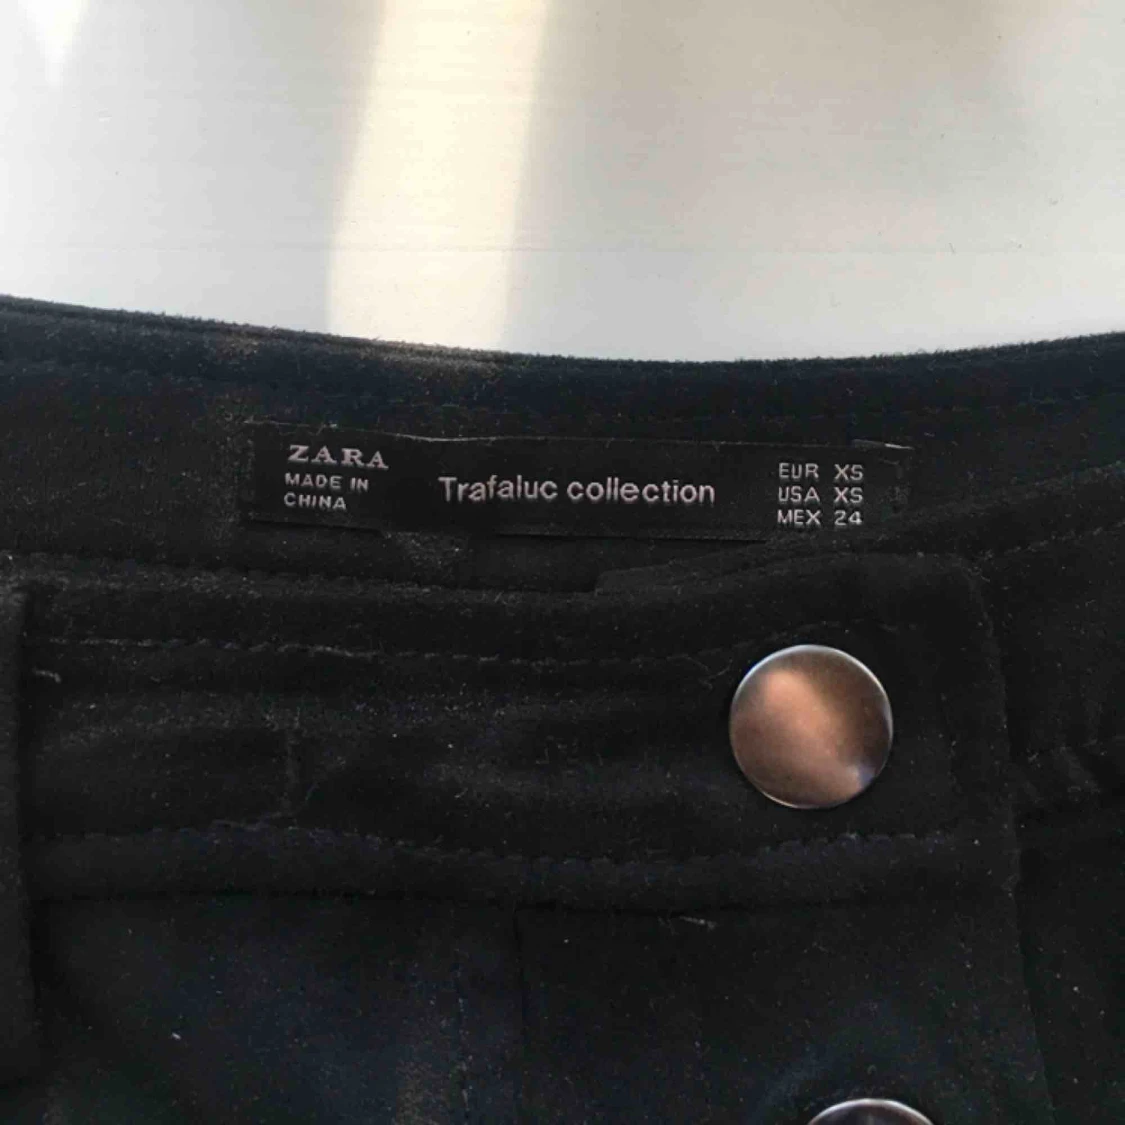 ZARA
MADE IN
CHINA
Trafaluc collection
EUR XS
USA XS
MEX 24